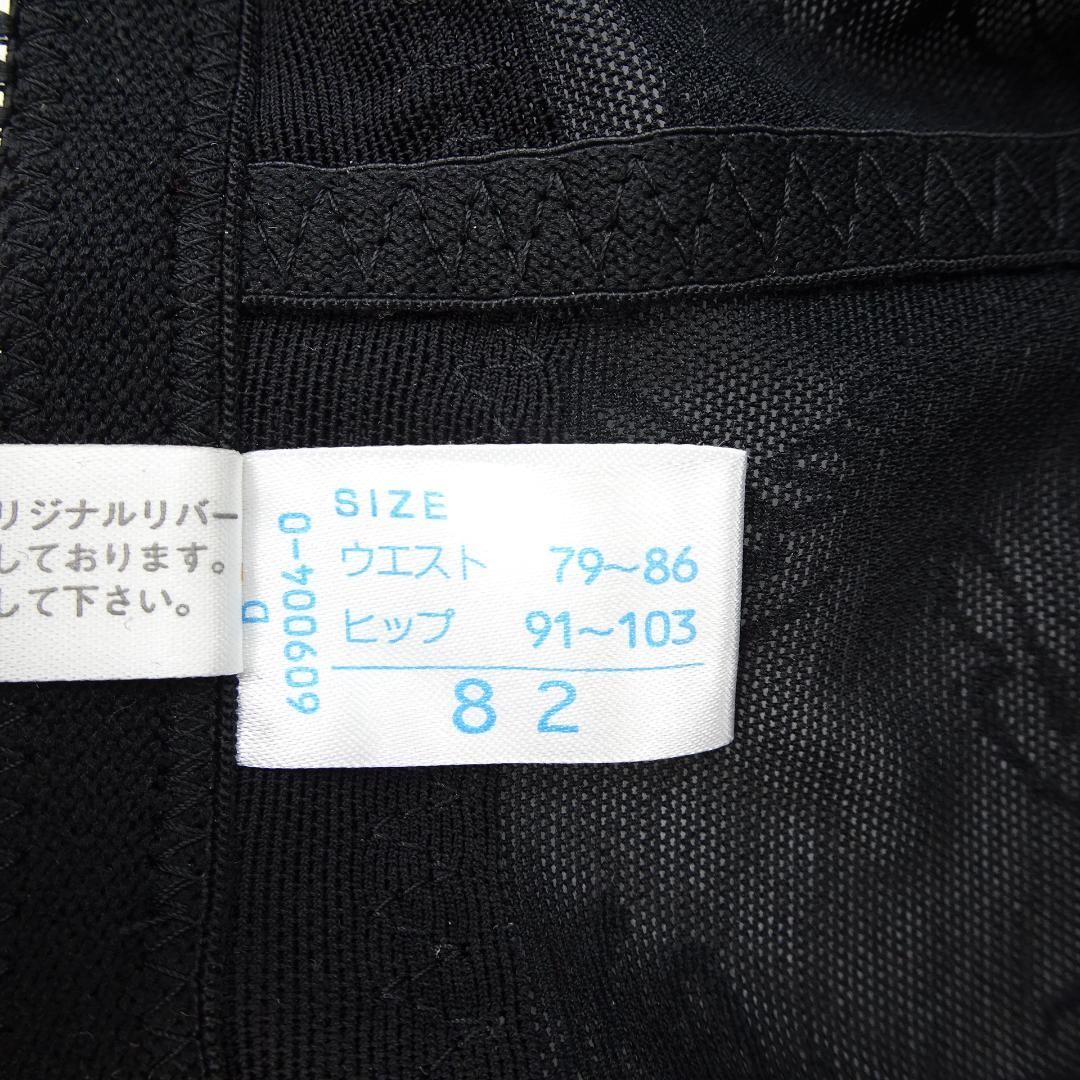 リジナルリバー
しております。
して下さい。
SIZE
ウエスト 79~86
ヒップ 91~103
82
609004-0
D